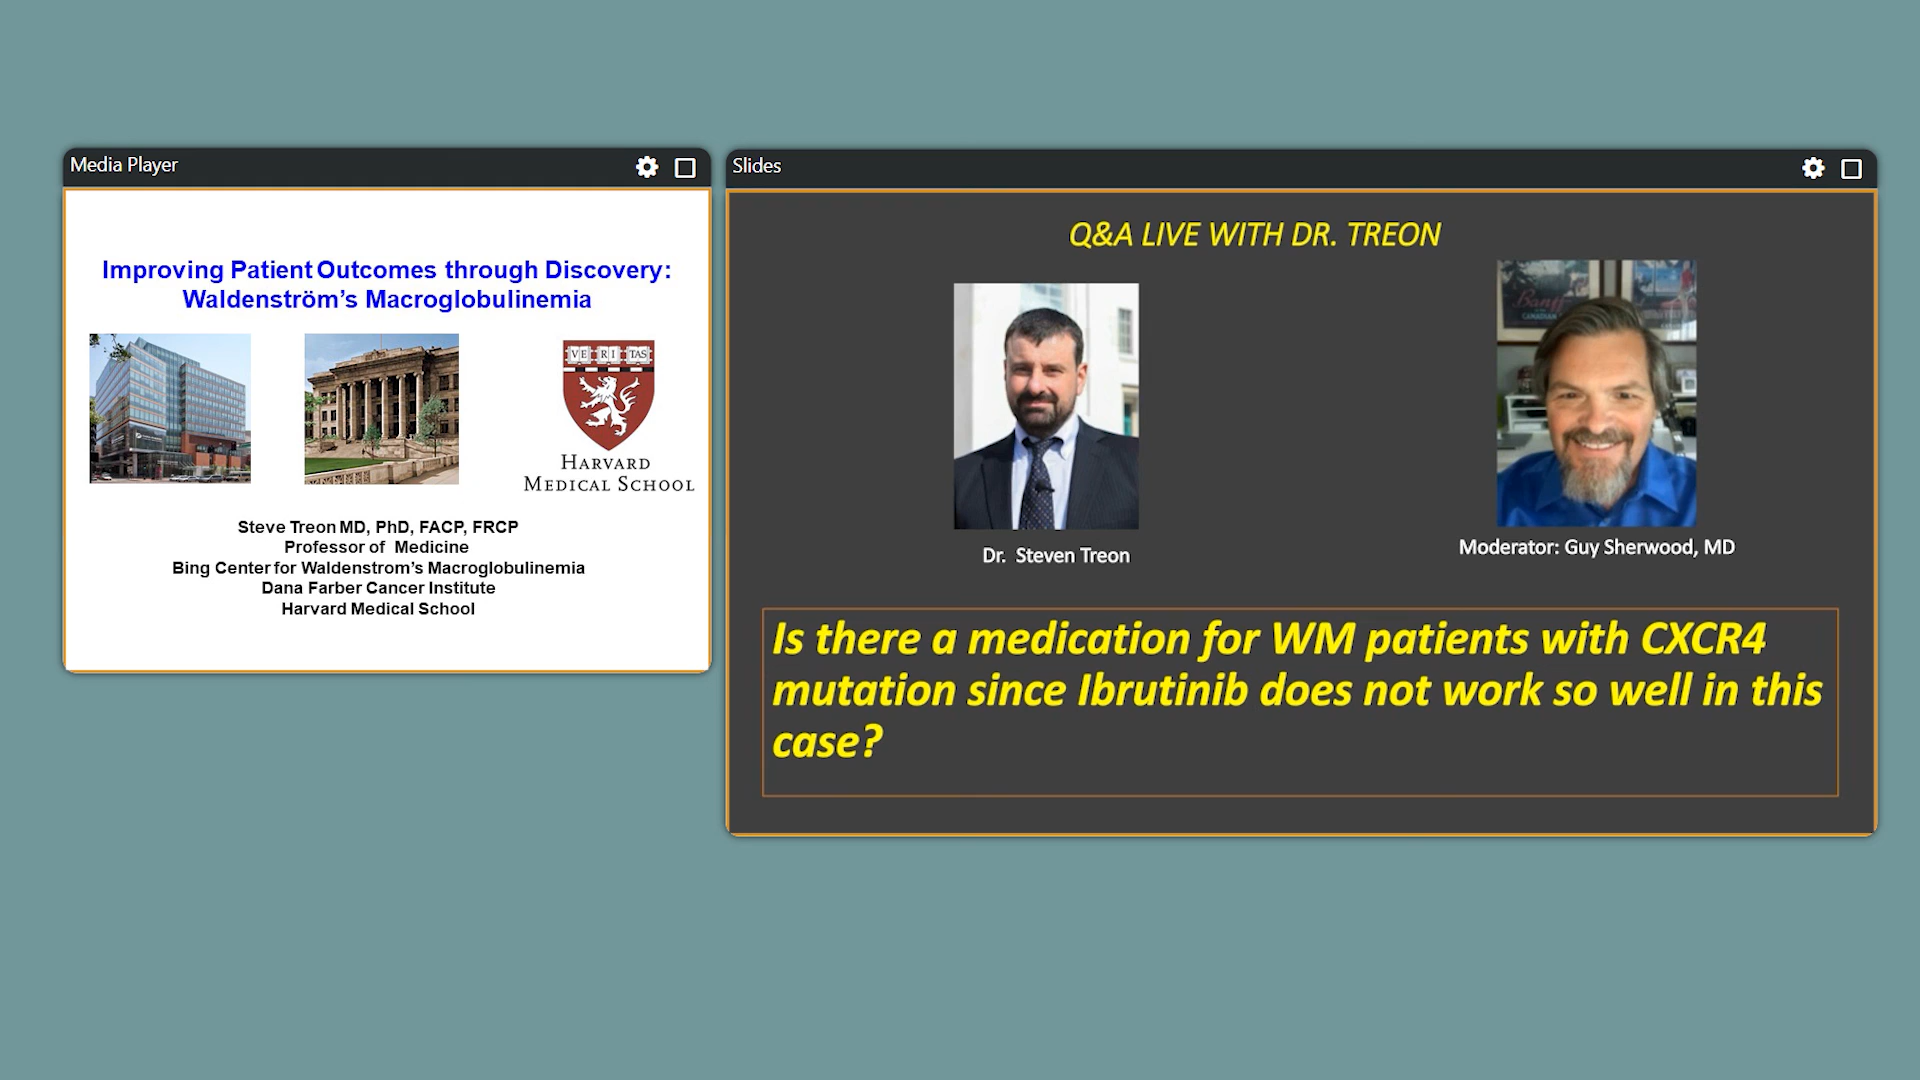 Media Player
Improving Patient Outcomes through Discovery:
Waldenström's Macroglobulinemia
VE RI TAS
HARVARD
MEDICAL SCHOOL
Steve Treon MD, PhD, FACP, FRCP
Professor of Medicine
Bing Center for Waldenstrom's Macroglobulinemia
Dana Farber Cancer Institute
Harvard Medical School
Slides
Q&A LIVE WITH DR. TREON
Banff
Dr. Steven Treon
Moderator: Guy Sherwood, MD
Is there a medication for WM patients with CXCR4
mutation since Ibrutinib does not work so well in this
case?